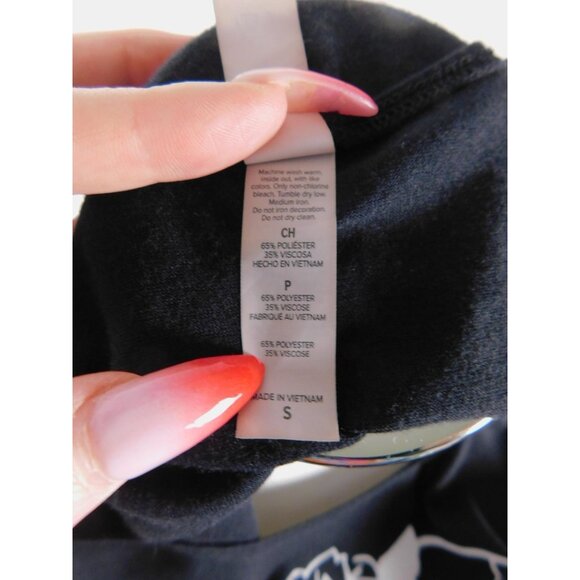 Machine wash warm
inside out, with like
colors. Only non-chlorine
bleach. Tumble dry low.
Medium iron.
Do not iron decoration.
Do not dry clean.
CH
65% POLIÉSTER
35% VISCOSA
HECHO EN VIETNAM
P
65% POLYESTER
35% VISCOSE
FABRIQUÉ AU VIETNAM
65% POLYESTER
35% VISCOSE
MADE IN VIETNAM
S